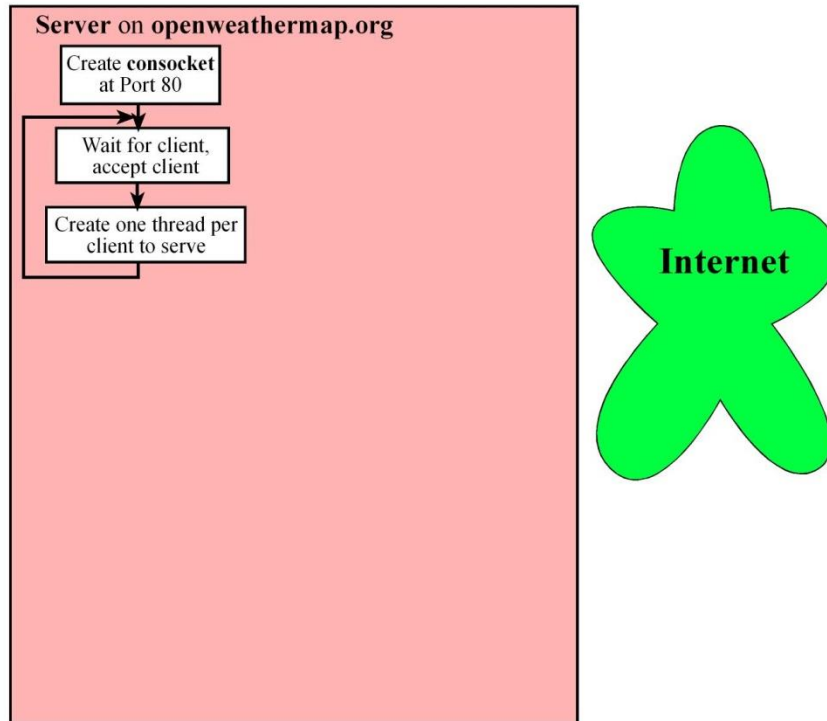 Server on openweathermap.org
Create consocket
at Port 80
Wait for client,
accept client
Create one thread per
client to serve
Internet